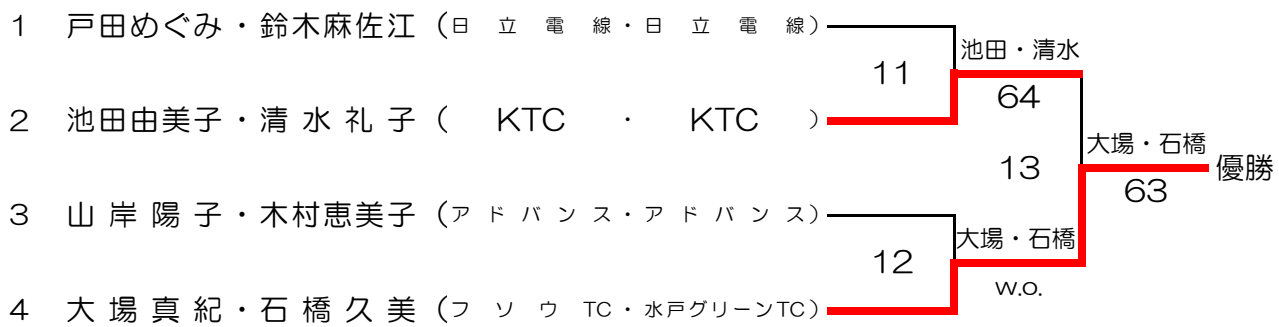 1 戸田めぐみ・鈴木麻佐江 (日立電線・日立電線)
11
池田・清水
64
2 池田由美子・清水礼子 ( KTC ・ KTC )
13
大場・石橋
63
優勝
3 山岸陽子・木村恵美子 (アドバンス・アドバンス)
12
大場・石橋
w.o.
4 大場真紀・石橋久美 (フソウTC・水戸グリーンTC)